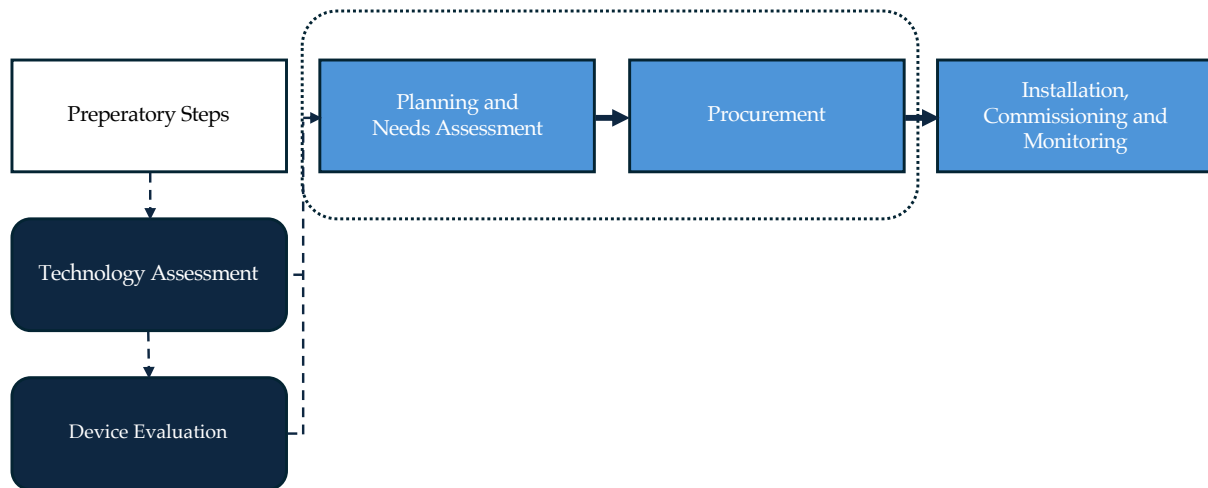 Preperatory Steps
Planning and
Needs Assessment
Procurement
Installation,
Commissioning and
Monitoring
Technology Assessment
Device Evaluation